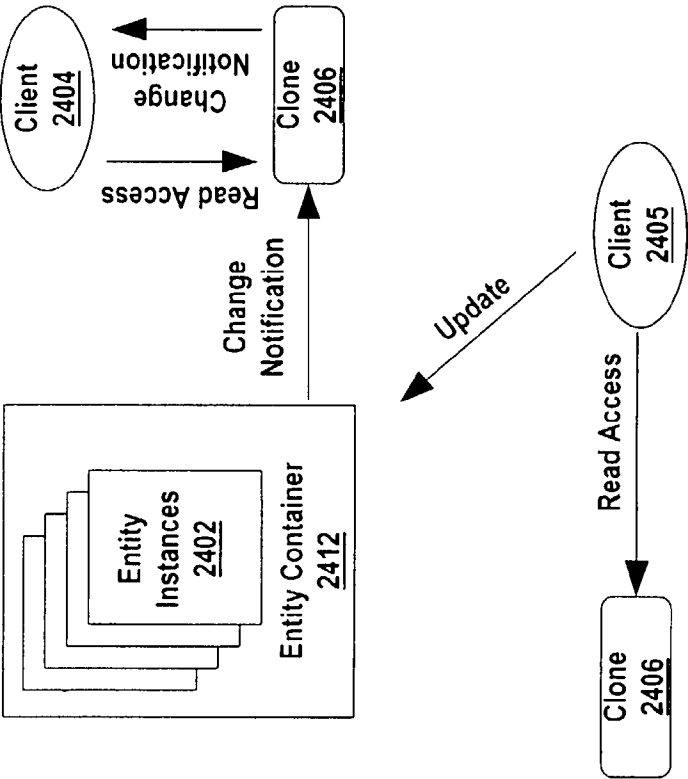 Client
2404
Change
Notification
Read Access
Clone
2406
Change
Notification
Entity
Instances
2402
Entity Container
2412
Update
Client
2405
Read Access
Clone
2406